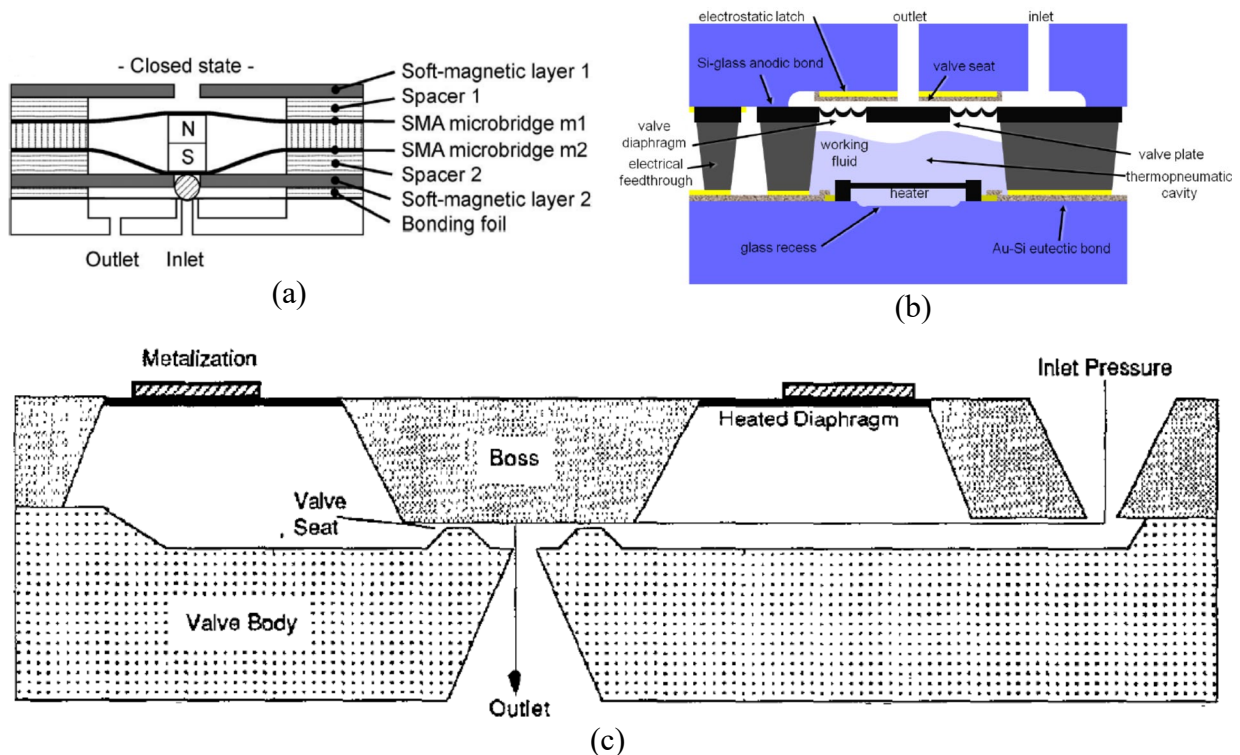 - Closed state -
Soft-magnetic layer 1
Spacer 1
SMA microbridge m1
SMA microbridge m2
Spacer 2
Soft-magnetic layer 2
Bonding foil
N
S
Outlet
Inlet
(a)
electrostatic latch
outlet
inlet
Si-glass anodic bond
valve seat
valve
diaphragm
electrical
feedthrough
working
fluid
valve plate
thermopneumatic
cavity
heater
glass recess
Au-Si eutectic bond
(b)
Metalization
Inlet Pressure
Heated Diaphragm
Boss
Valve
Seat
Valve Body
Outlet
(c)